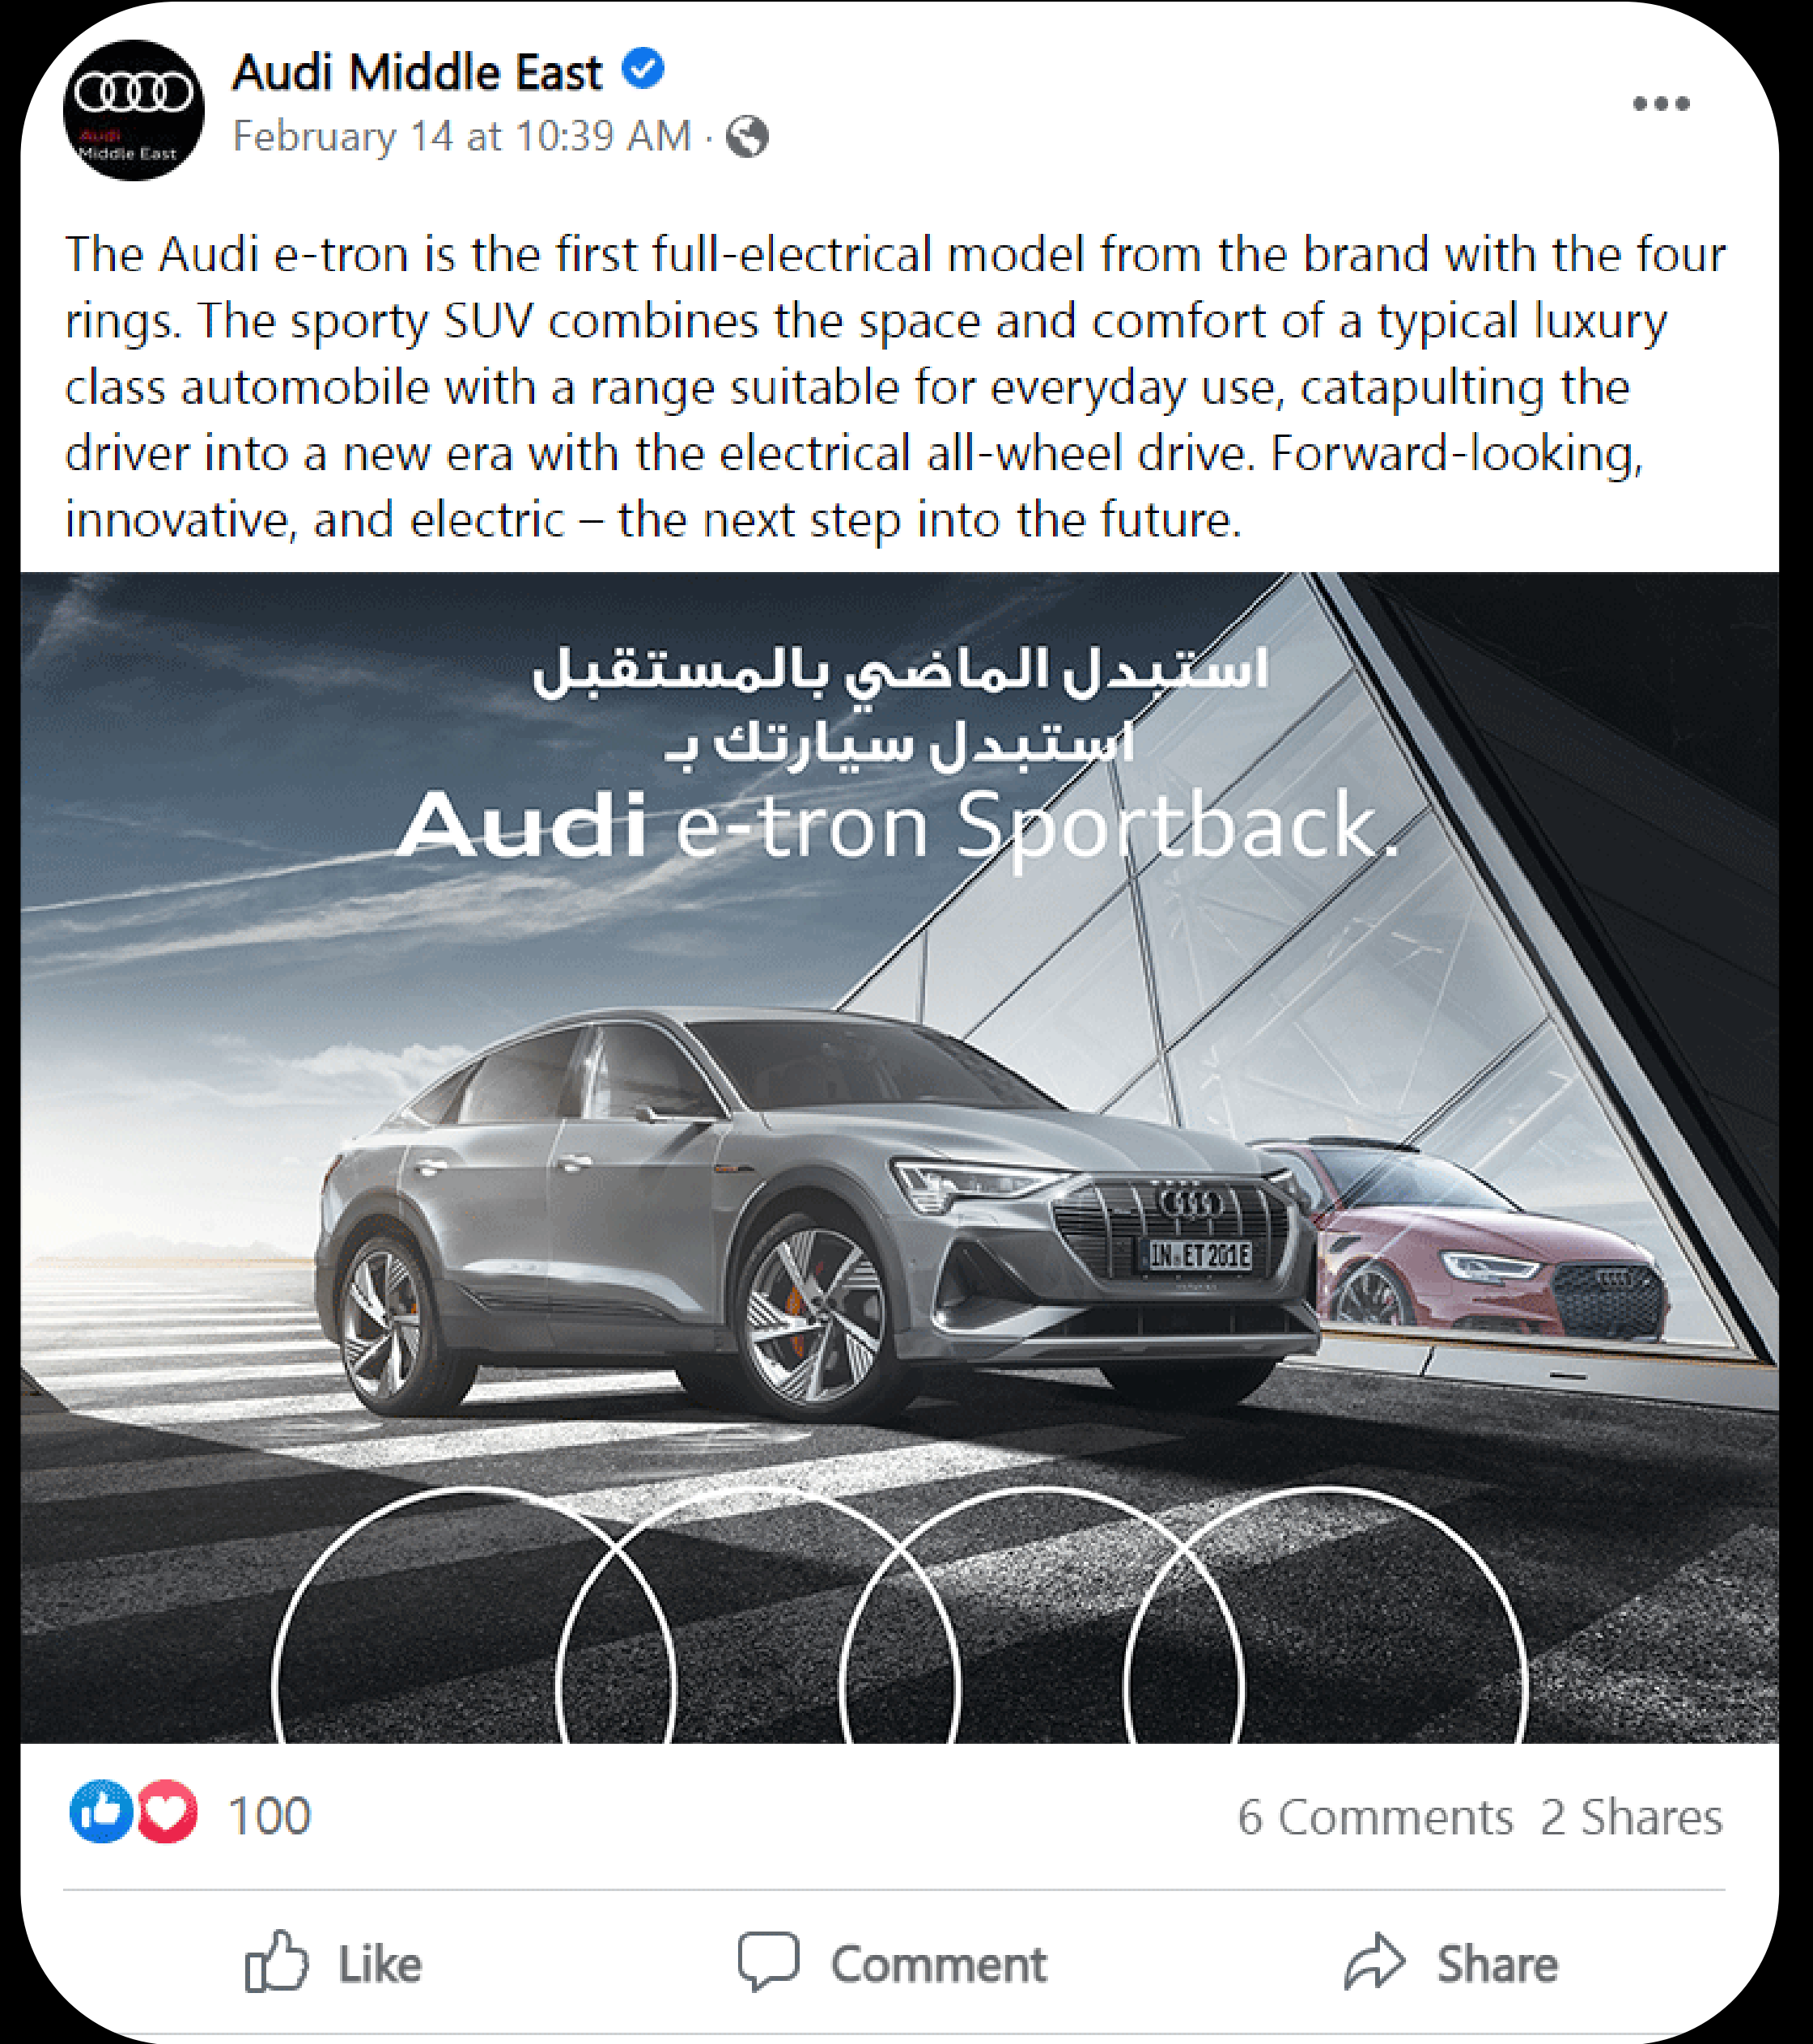 Audi Middle East
Audi
Middle East
February 14 at 10:39 AM ·
The Audi e-tron is the first full-electrical model from the brand with the four
rings. The sporty SUV combines the space and comfort of a typical luxury
class automobile with a range suitable for everyday use, catapulting the
driver into a new era with the electrical all-wheel drive. Forward-looking,
innovative, and electric – the next step into the future.
استبدل الماضي بالمستقبل
استبدل سيارتك بـ
Audi e-tron Sportback.
IN ET 201E
100
6 Comments 2 Shares
Like
Comment
Share